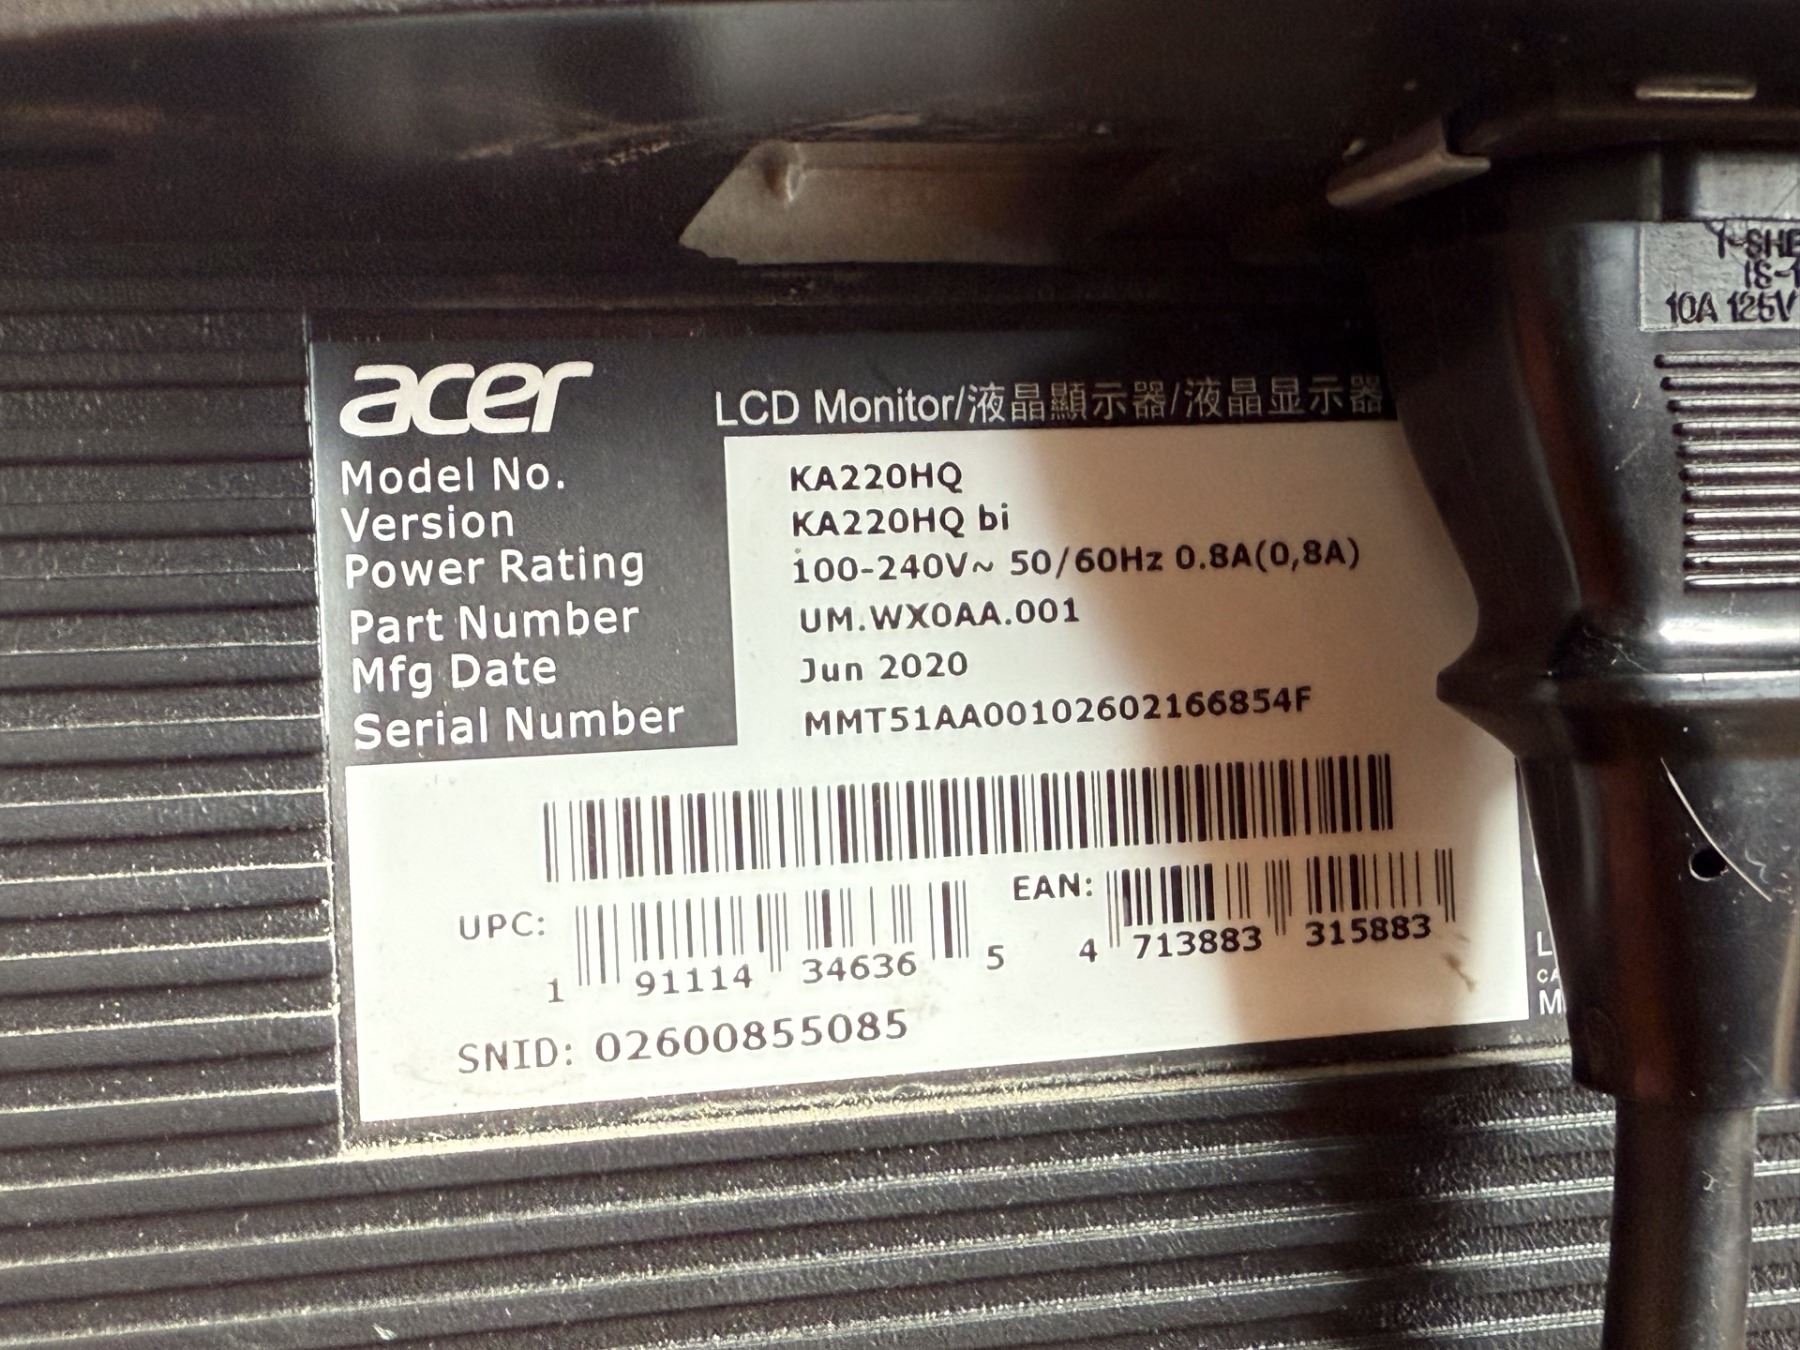 acer
LCD Monitor/液晶顯示器/液晶显示器
Model No. KA220HQ
Version KA220HQ bi
Power Rating 100-240V~ 50/60Hz 0.8A(0,8A)
Part Number UM.WX0AA.001
Mfg Date Jun 2020
Serial Number MMT51AA00102602166854F
UPC: 1 91114 34636 5
EAN: 4 713883 315883
SNID: 02600855085
10A 125V